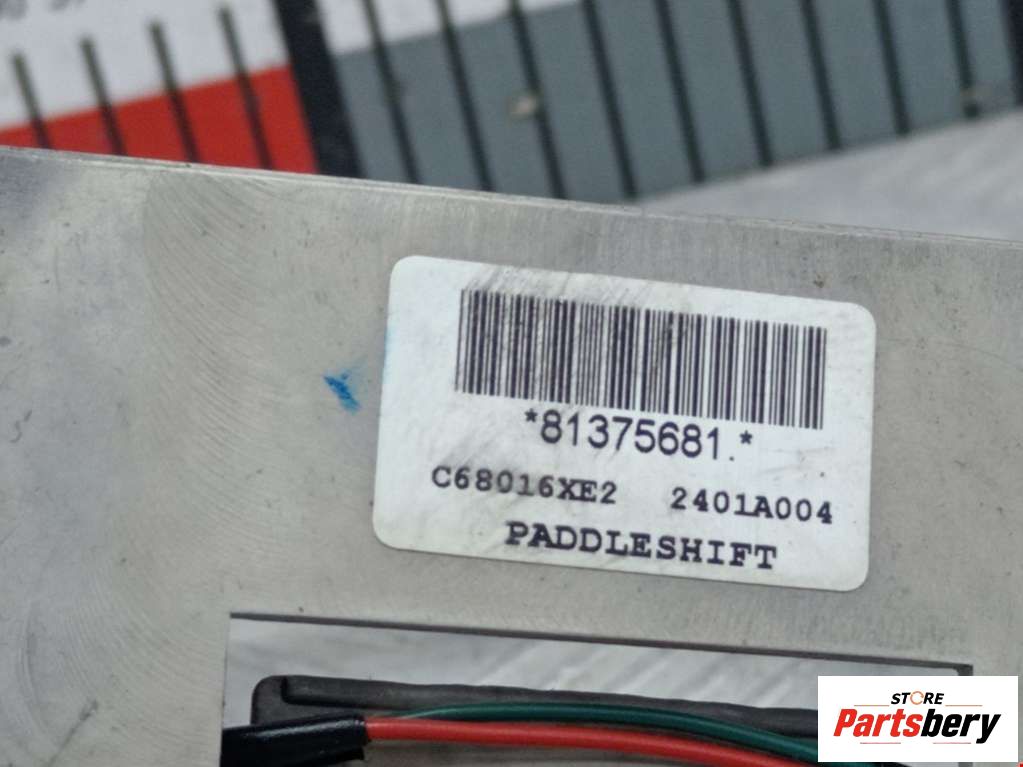 *81375681.*
C68016XE2 2401A004
PADDLESHIFT
STORE
Partsbery